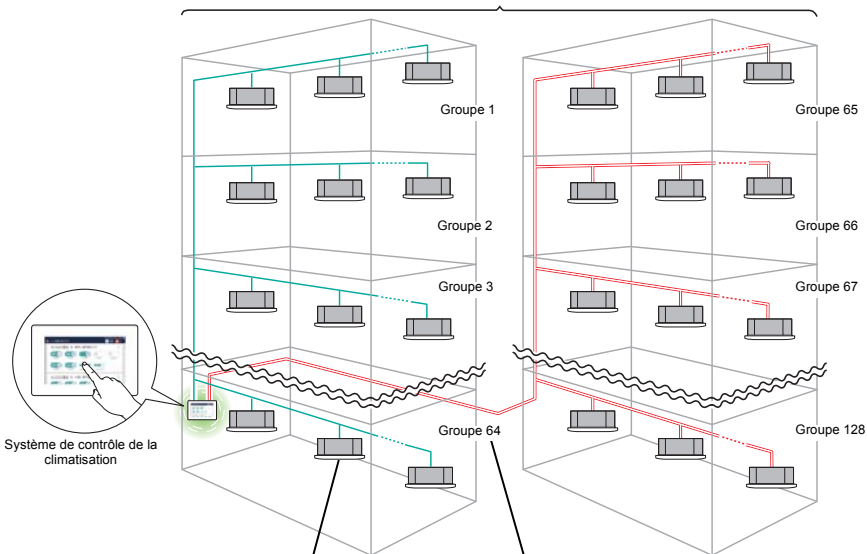 Groupe 1
Groupe 65
Groupe 2
Groupe 66
Groupe 3
Groupe 67
Système de contrôle de la
climatisation
Groupe 64
Groupe 128